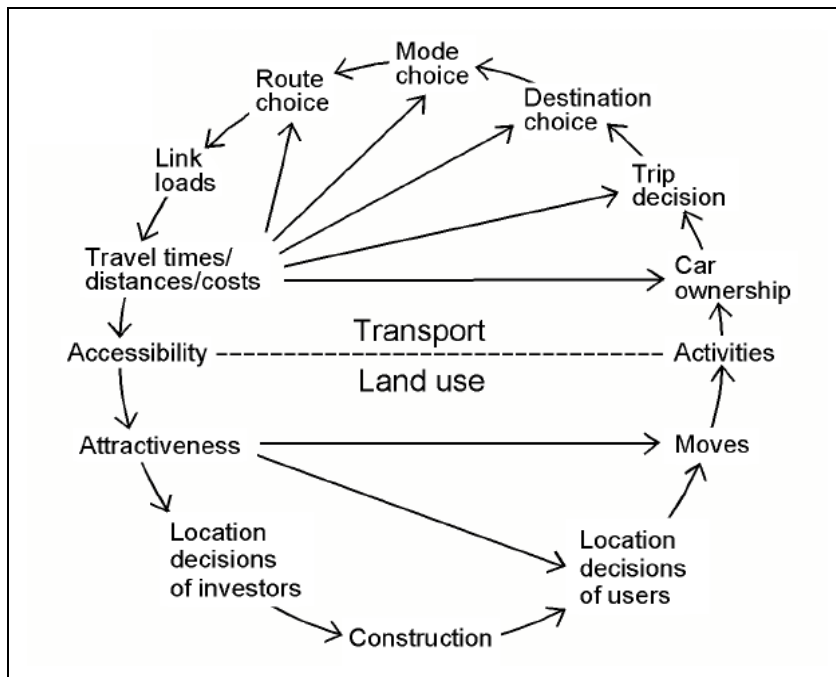 Mode
choice
Route
choice
Destination
choice
Link
loads
Trip
decision
Travel times/
distances/costs
Car
ownership
Transport
Accessibility
Activities
Land use
Attractiveness
Moves
Location
decisions
of investors
Location
decisions
of users
Construction